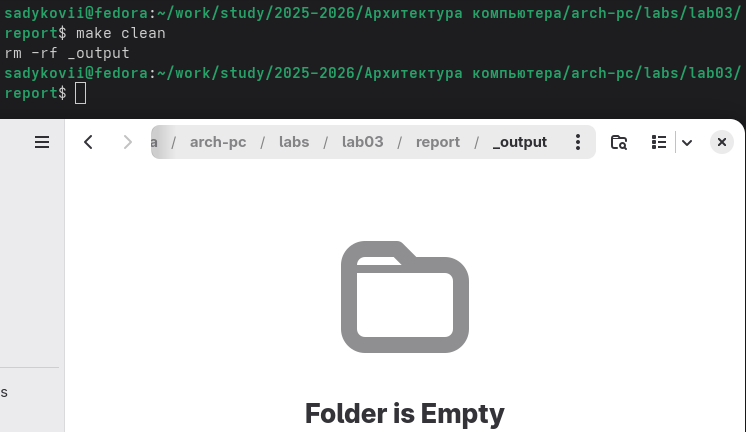 sadykovii@fedora:~/work/study/2025-2026/Архитектура компьютера/arch-pc/labs/lab03/
report$ make clean
rm -rf _output
sadykovii@fedora:~/work/study/2025-2026/Архитектура компьютера/arch-pc/labs/lab03/
report$
a / arch-pc / labs / lab03 / report / _output
s
Folder is Empty